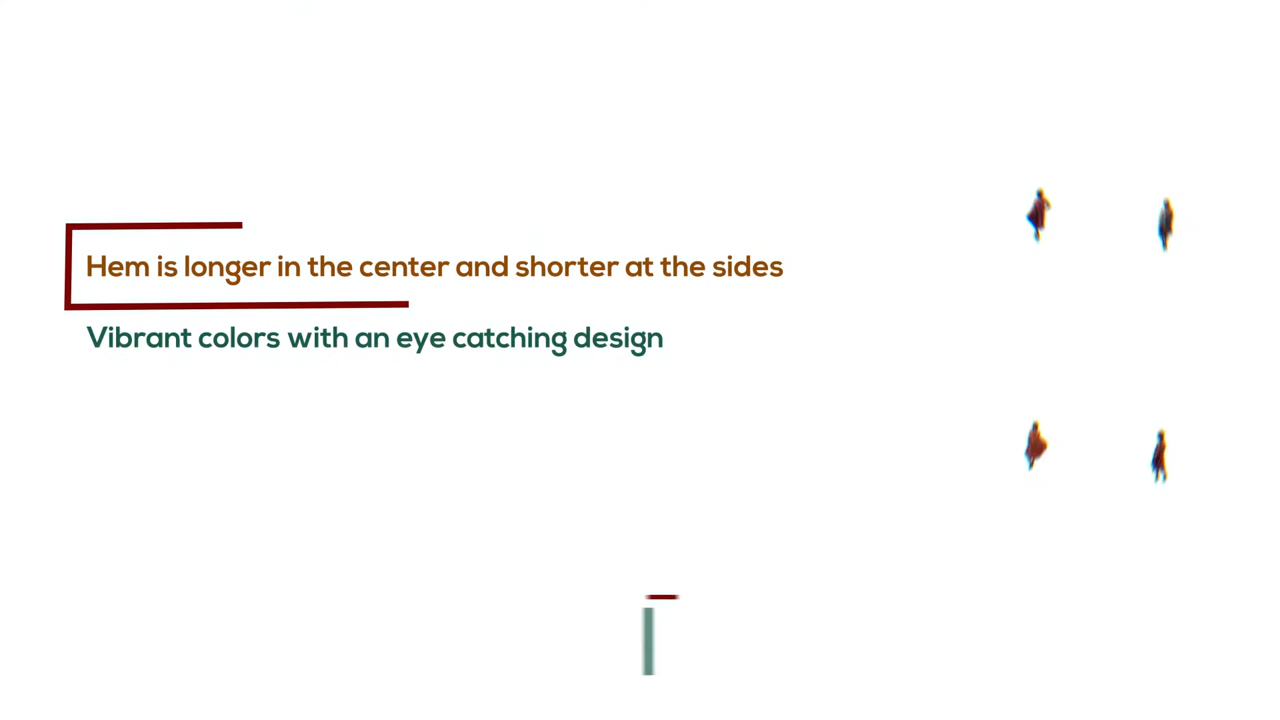 Hem is longer in the center and shorter at the sides
Vibrant colors with an eye catching design